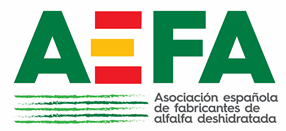 AEFA
Asociación española
de fabricantes de
alfalfa deshidratada